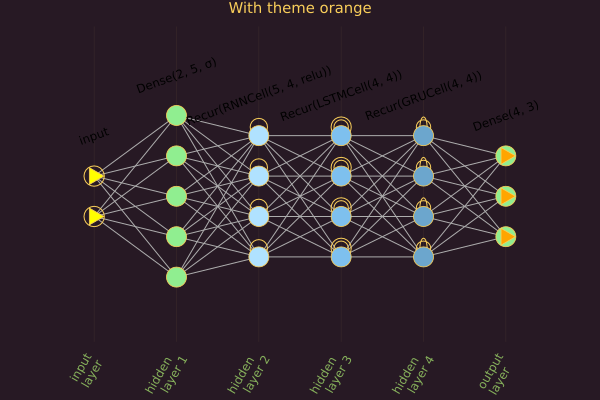 With theme orange
input
Dense(2, 5, σ)
Recur(RNNCell(5, 4, relu))
Recur(LSTMCell(4, 4))
Recur(GRUCell(4, 4))
Dense(4, 3)
input
layer
hidden
layer 1
hidden
layer 2
hidden
layer 3
hidden
layer 4
output
layer